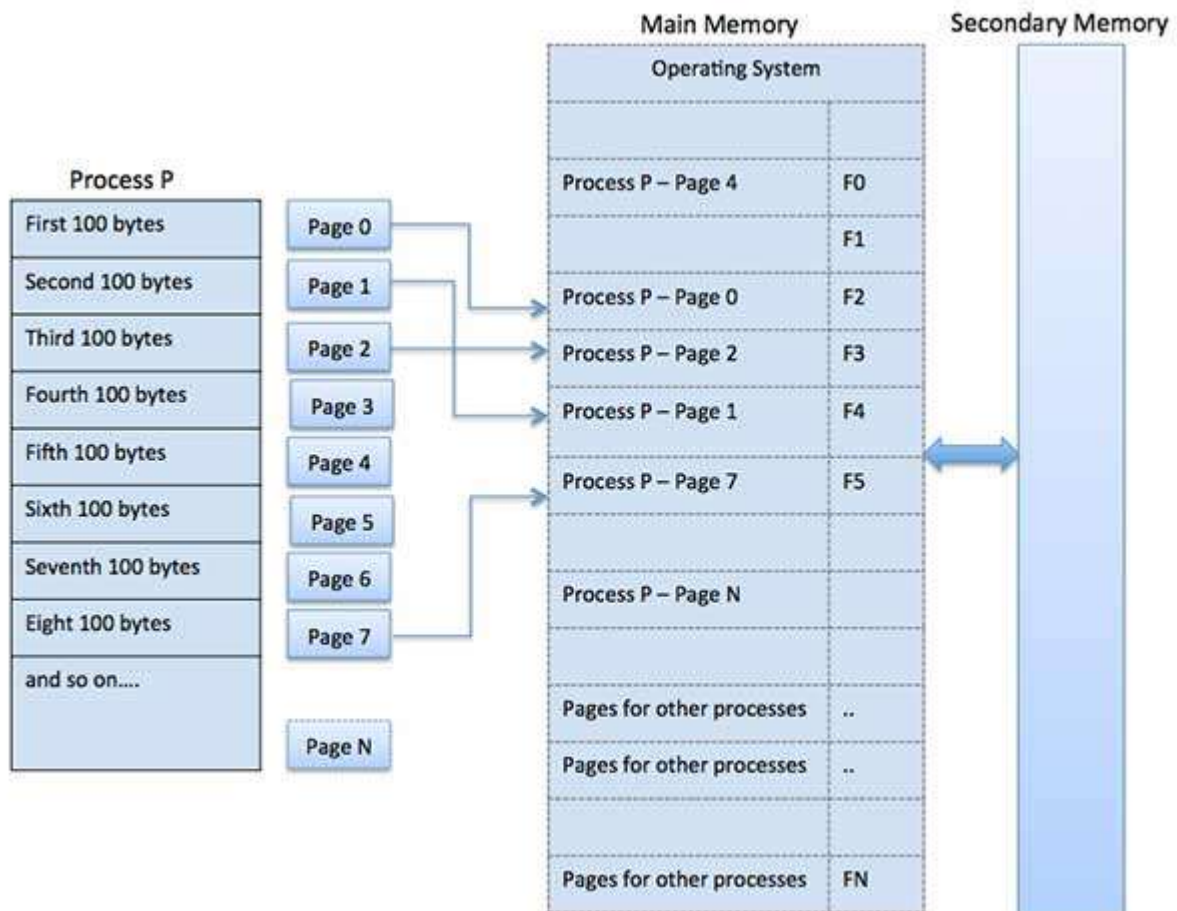 Main Memory
Secondary Memory
Operating System
Process P
First 100 bytes
Second 100 bytes
Third 100 bytes
Fourth 100 bytes
Fifth 100 bytes
Sixth 100 bytes
Seventh 100 bytes
Eight 100 bytes
and so on....
Page 0
Page 1
Page 2
Page 3
Page 4
Page 5
Page 6
Page 7
Page N
Process P – Page 4 F0
F1
Process P – Page 0 F2
Process P – Page 2 F3
Process P – Page 1 F4
Process P – Page 7 F5
Process P – Page N
Pages for other processes ..
Pages for other processes ..
Pages for other processes FN